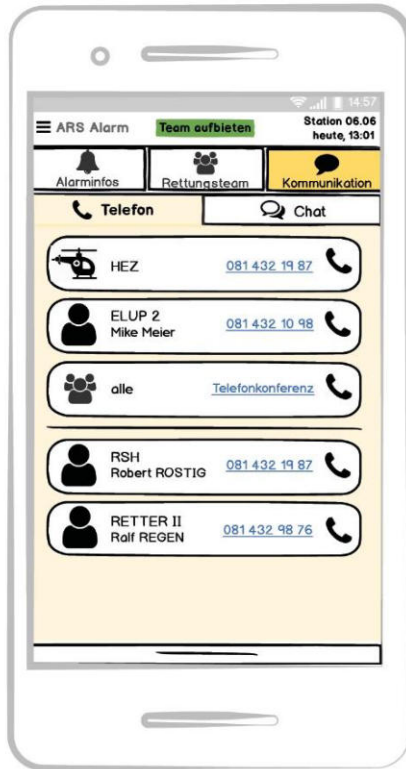 14:57
ARS Alarm
Team aufbieten
Station 06.06
heute, 13:01
Alarminfos
Rettungsteam
Kommunikation
Telefon
Chat
HEZ
081 432 19 87
ELUP 2
Mike Meier
081 432 10 98
alle
Telefonkonferenz
RSH
Robert ROSTIG
081 432 19 87
RETTER II
Ralf REGEN
081 432 98 76